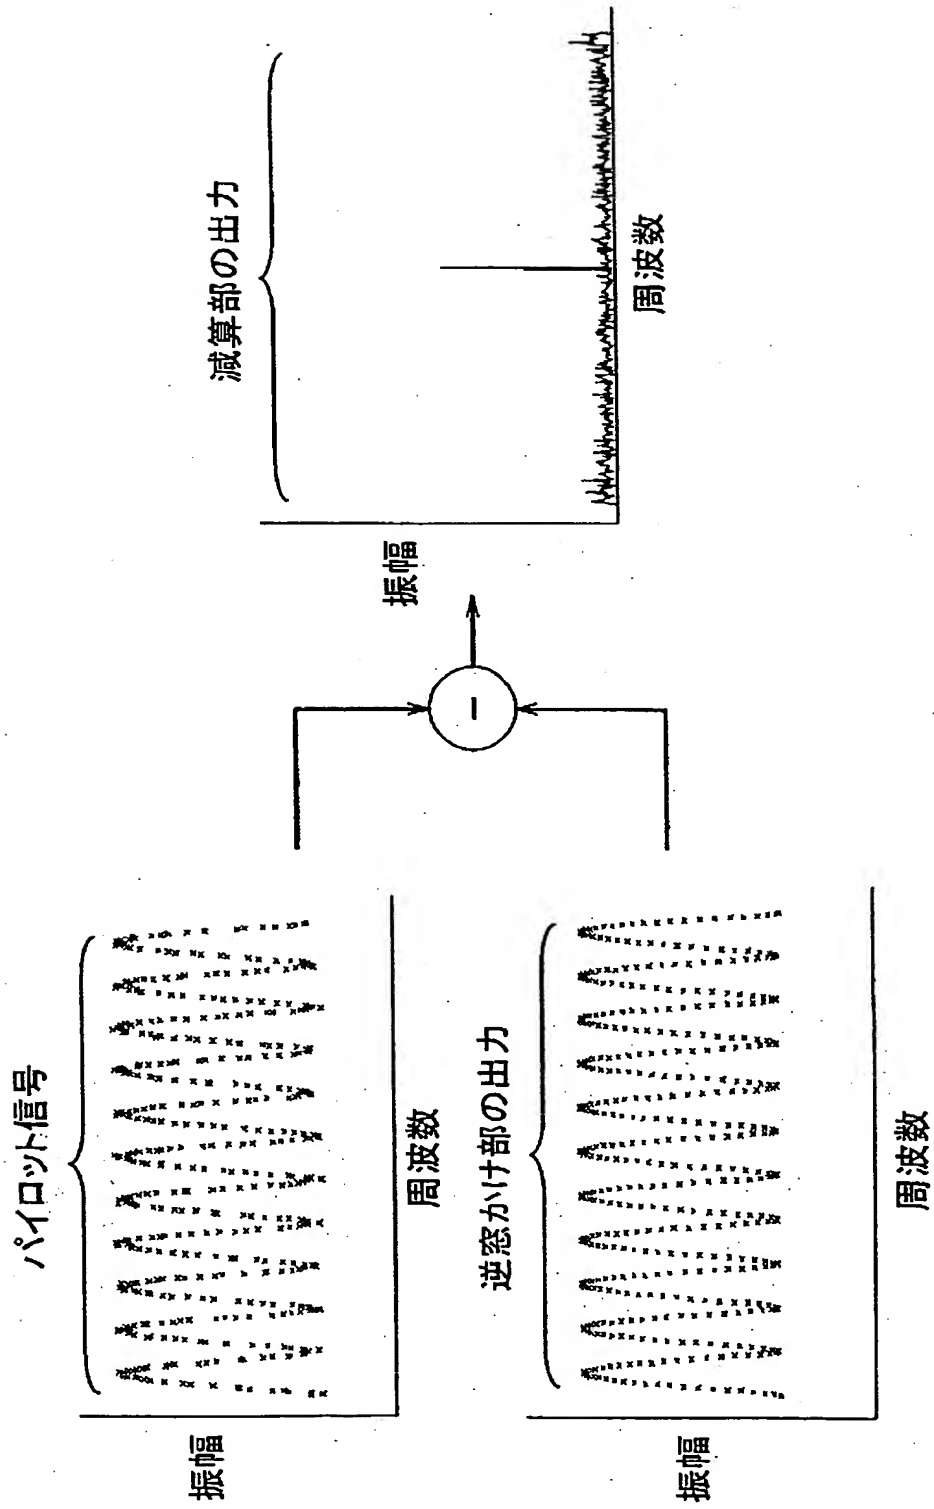 パイロット信号
振幅
周波数
逆窓かけ部の出力
振幅
周波数
−
減算部の出力
振幅
周波数